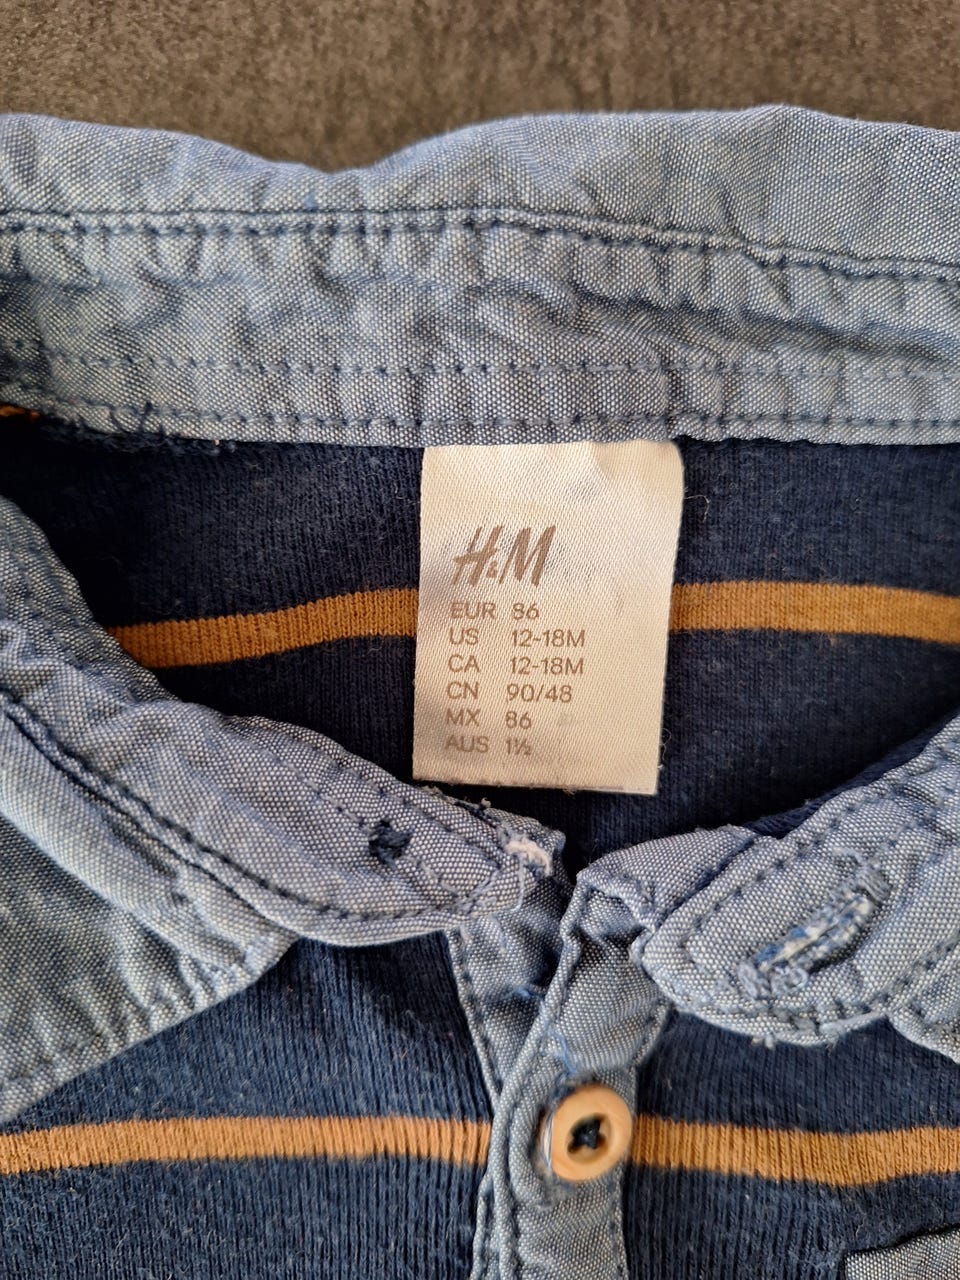 H&M
EUR 86
US 12-18M
CA 12-18M
CN 90/48
MX 86
AUS 1½